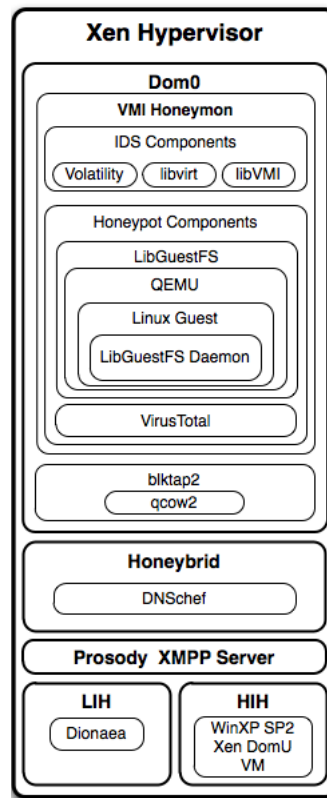 Xen Hypervisor
Dom0
VMI Honeymon
IDS Components
Volatility libvirt libVMI
Honeypot Components
LibGuestFS
QEMU
Linux Guest
LibGuestFS Daemon
VirusTotal
blktap2
qcow2
Honeybrid
DNSchef
Prosody XMPP Server
LIH
Dionaea
HIH
WinXP SP2
Xen DomU
VM